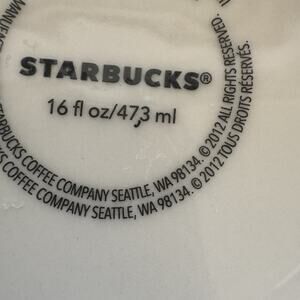 STARBUCKS®
16 fl oz/473 ml
STARBUCKS COFFEE COMPANY SEATTLE, WA 98134. © 2012 ALL RIGHTS RESERVED.
COFFEE COMPANY SEATTLE, WA 98134. © 2012 TOUS DROITS RÉSERVÉS.